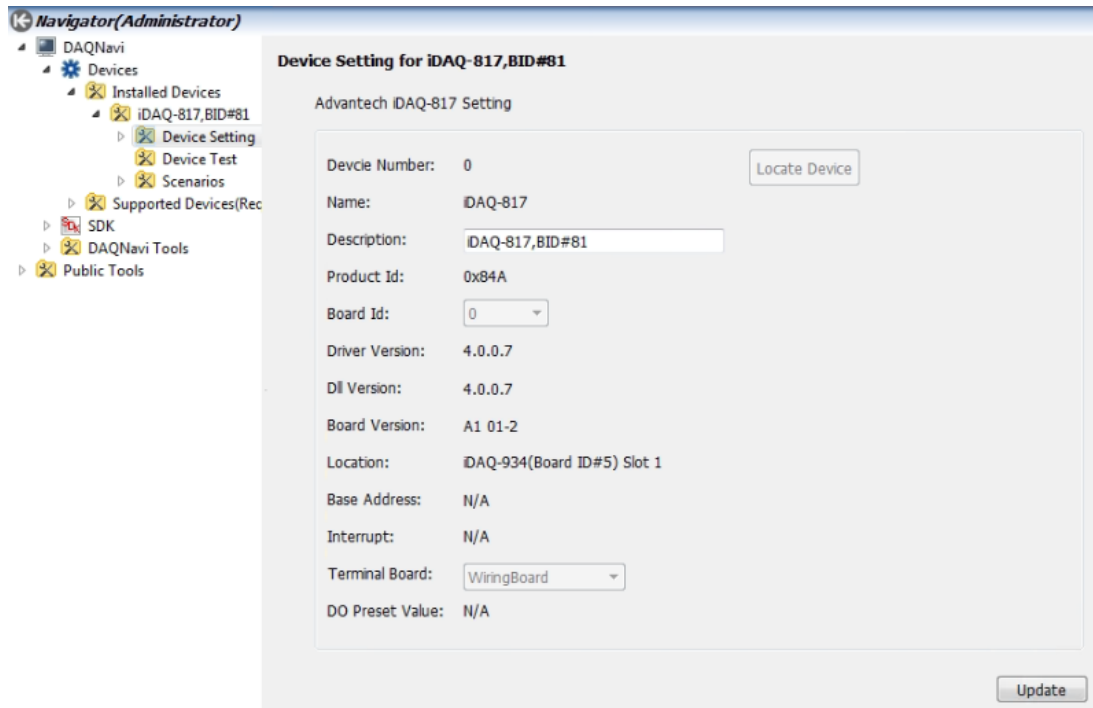 Navigator(Administrator)
DAQNavi
Devices
Installed Devices
iDAQ-817,BID#81
Device Setting
Device Test
Scenarios
Supported Devices(Rec
SDK
DAQNavi Tools
Public Tools
Device Setting for iDAQ-817,BID#81
Advantech iDAQ-817 Setting
Devcie Number: 0 Locate Device
Name: iDAQ-817
Description: iDAQ-817,BID#81
Product Id: 0x84A
Board Id: 0
Driver Version: 4.0.0.7
Dll Version: 4.0.0.7
Board Version: A1 01-2
Location: iDAQ-934(Board ID#5) Slot 1
Base Address: N/A
Interrupt: N/A
Terminal Board: WiringBoard
DO Preset Value: N/A
Update